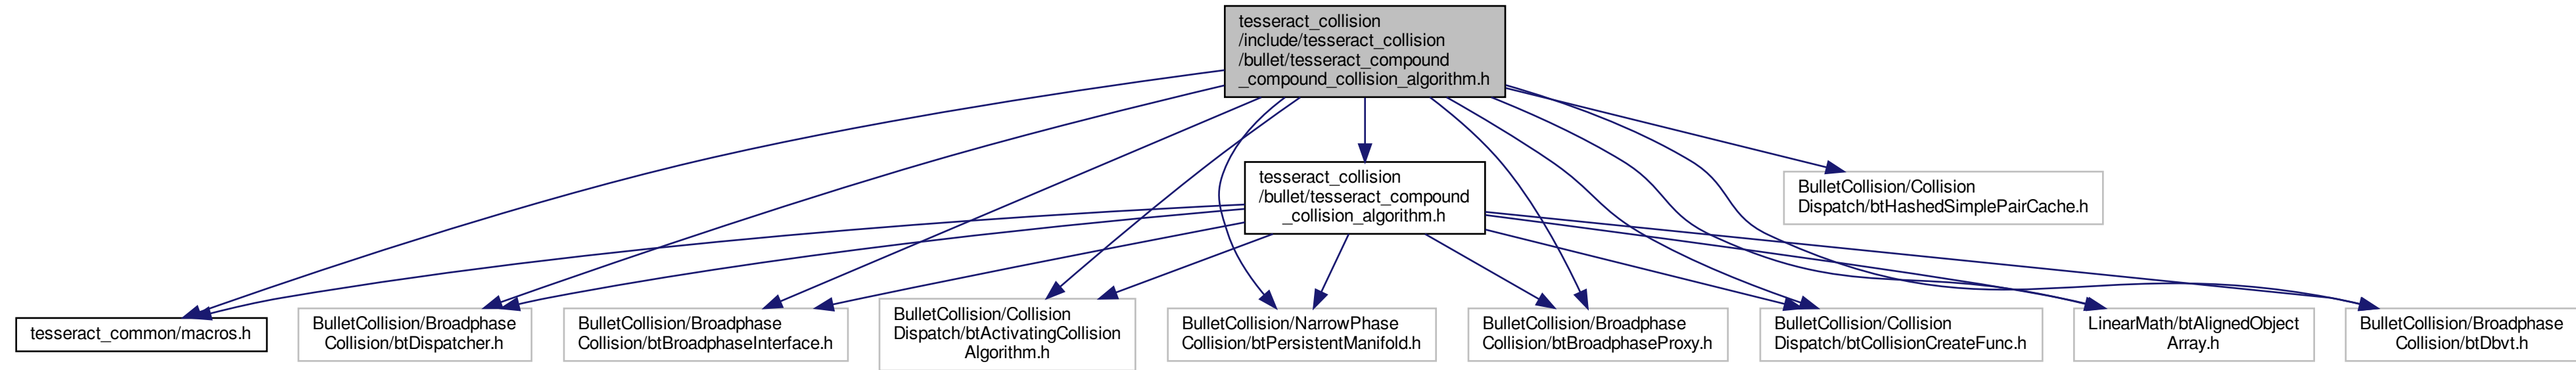 tesseract_collision
/include/tesseract_collision
/bullet/tesseract_compound
_compound_collision_algorithm.h
tesseract_collision
/bullet/tesseract_compound
_collision_algorithm.h
BulletCollision/Collision
Dispatch/btHashedSimplePairCache.h
tesseract_common/macros.h
BulletCollision/Broadphase
Collision/btDispatcher.h
BulletCollision/Broadphase
Collision/btBroadphaseInterface.h
BulletCollision/Collision
Dispatch/btActivatingCollision
Algorithm.h
BulletCollision/NarrowPhase
Collision/btPersistentManifold.h
BulletCollision/Broadphase
Collision/btBroadphaseProxy.h
BulletCollision/Collision
Dispatch/btCollisionCreateFunc.h
LinearMath/btAlignedObject
Array.h
BulletCollision/Broadphase
Collision/btDbvt.h